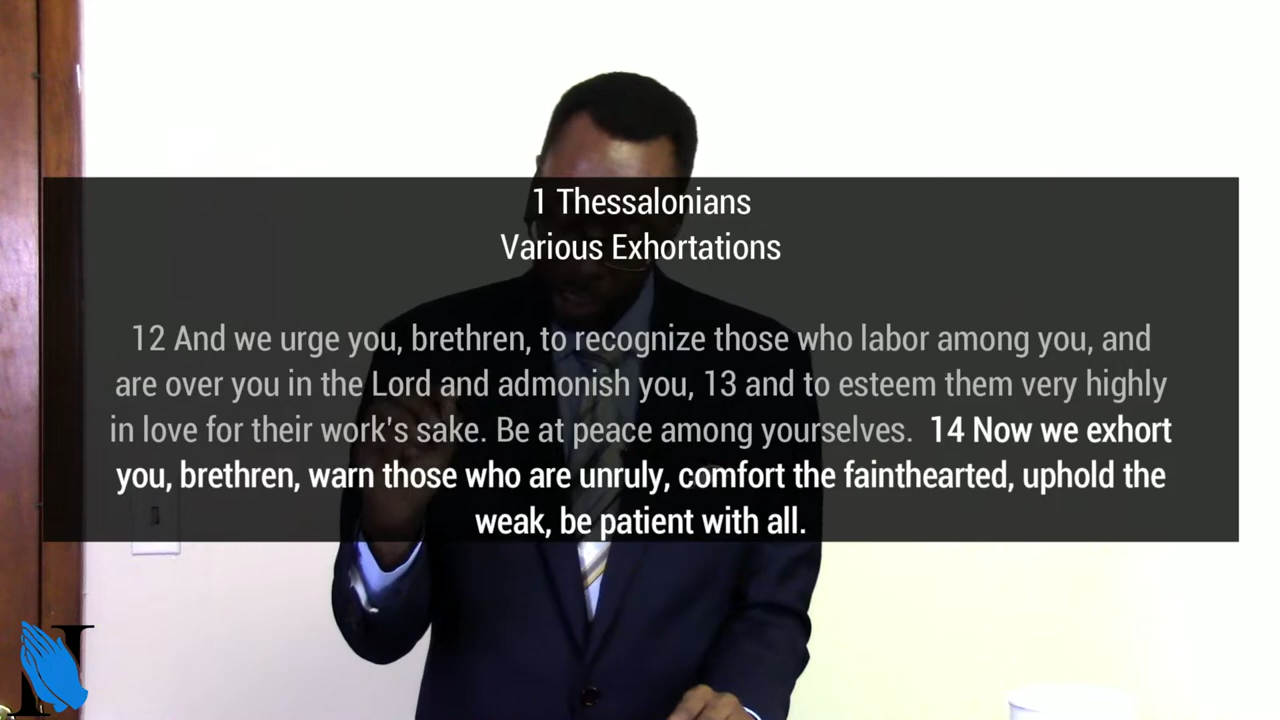 1 Thessalonians
Various Exhortations
12 And we urge you, brethren, to recognize those who labor among you, and
are over you in the Lord and admonish you, 13 and to esteem them very highly
in love for their work's sake. Be at peace among yourselves. 14 Now we exhort
you, brethren, warn those who are unruly, comfort the fainthearted, uphold the
weak, be patient with all.
N